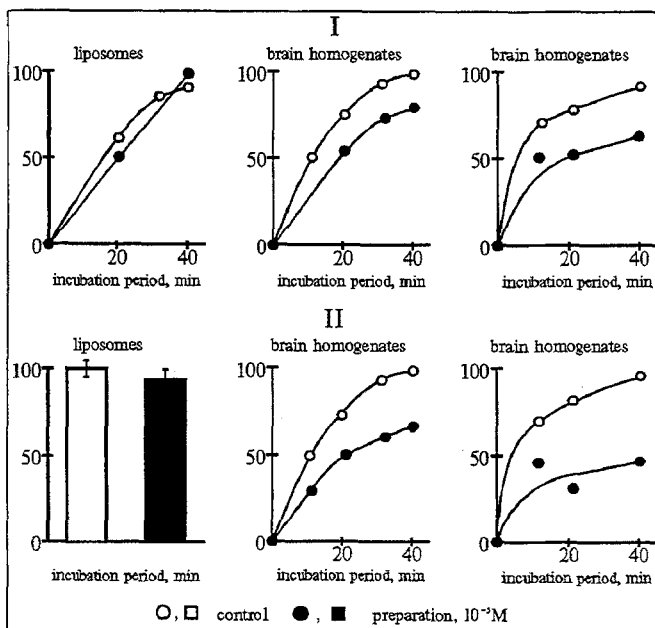 I
liposomes brain homogenates brain homogenates
100 100 100
50 50 50
0 0 0
20 40 20 40 20 40
incubation period, min incubation period, min incubation period, min
II
liposomes brain homogenates brain homogenates
100 100 100
50 50 50
0 0 0
20 40 20 40
incubation period, min incubation period, min incubation period, min
, control , preparation, 10⁻⁵M